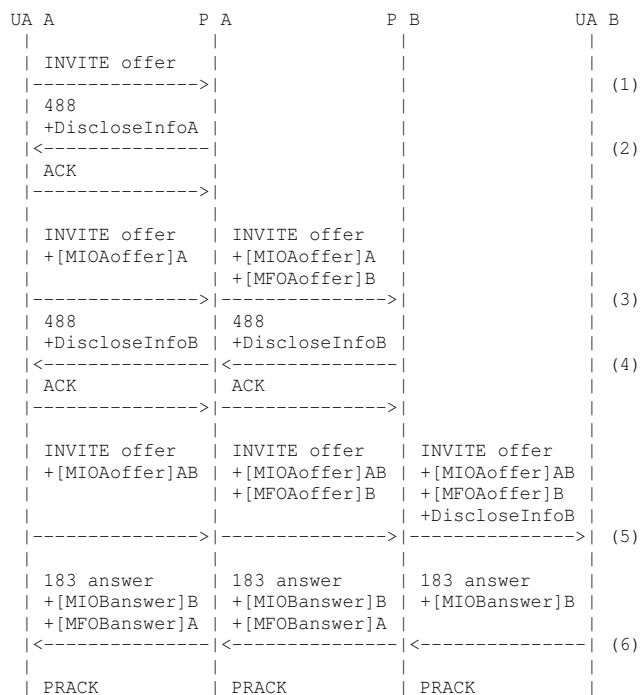 UA A                 P A                 P B                 UA B
 |                   |                   |                   |
 | INVITE offer      |                   |                   |
 |------------------>|                   |                   | (1)
 | 488               |                   |                   |
 | +DiscloseInfoA    |                   |                   |
 |<------------------|                   |                   | (2)
 | ACK               |                   |                   |
 |------------------>|                   |                   |
 |                   |                   |                   |
 | INVITE offer      | INVITE offer      |                   |
 | +[MIOAoffer]A     | +[MIOAoffer]A     |                   |
 |                   | +[MFOAoffer]B     |                   |
 |------------------>|------------------>|                   | (3)
 | 488               | 488               |                   |
 | +DiscloseInfoB    | +DiscloseInfoB    |                   |
 |<------------------|<------------------|                   | (4)
 | ACK               | ACK               |                   |
 |------------------>|------------------>|                   |
 |                   |                   |                   |
 | INVITE offer      | INVITE offer      | INVITE offer      |
 | +[MIOAoffer]AB    | +[MIOAoffer]AB    | +[MIOAoffer]AB    |
 |                   | +[MFOAoffer]B     | +[MFOAoffer]B     |
 |                   |                   | +DiscloseInfoB    |
 |------------------>|------------------>|------------------>| (5)
 |                   |                   |                   |
 | 183 answer        | 183 answer        | 183 answer        |
 | +[MIOBanswer]B    | +[MIOBanswer]B    | +[MIOBanswer]B    |
 | +[MFOBanswer]A    | +[MFOBanswer]A    |                   |
 |<------------------|<------------------|<------------------| (6)
 |                   |                   |                   |
 | PRACK             | PRACK             | PRACK             |